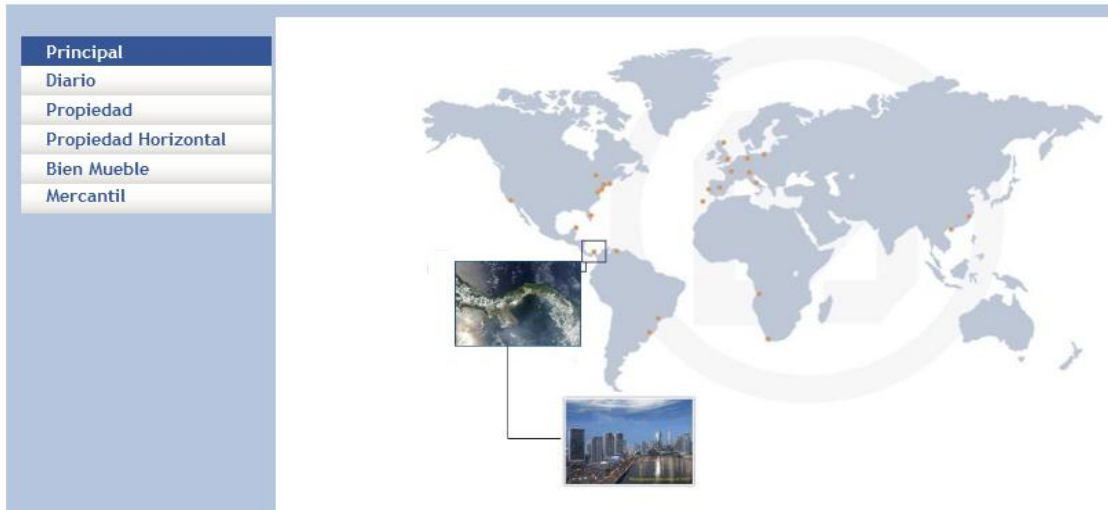 Principal
Diario
Propiedad
Propiedad Horizontal
Bien Mueble
Mercantil